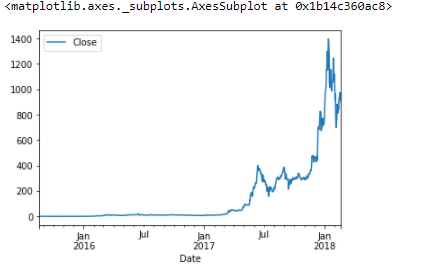 <matplotlib.axes._subplots.AxesSubplot at 0x1b14c360ac8>
Close
1400
1200
1000
800
600
400
200
0
Jan Jul Jan Jul Jan
2016 2017 2018
Date